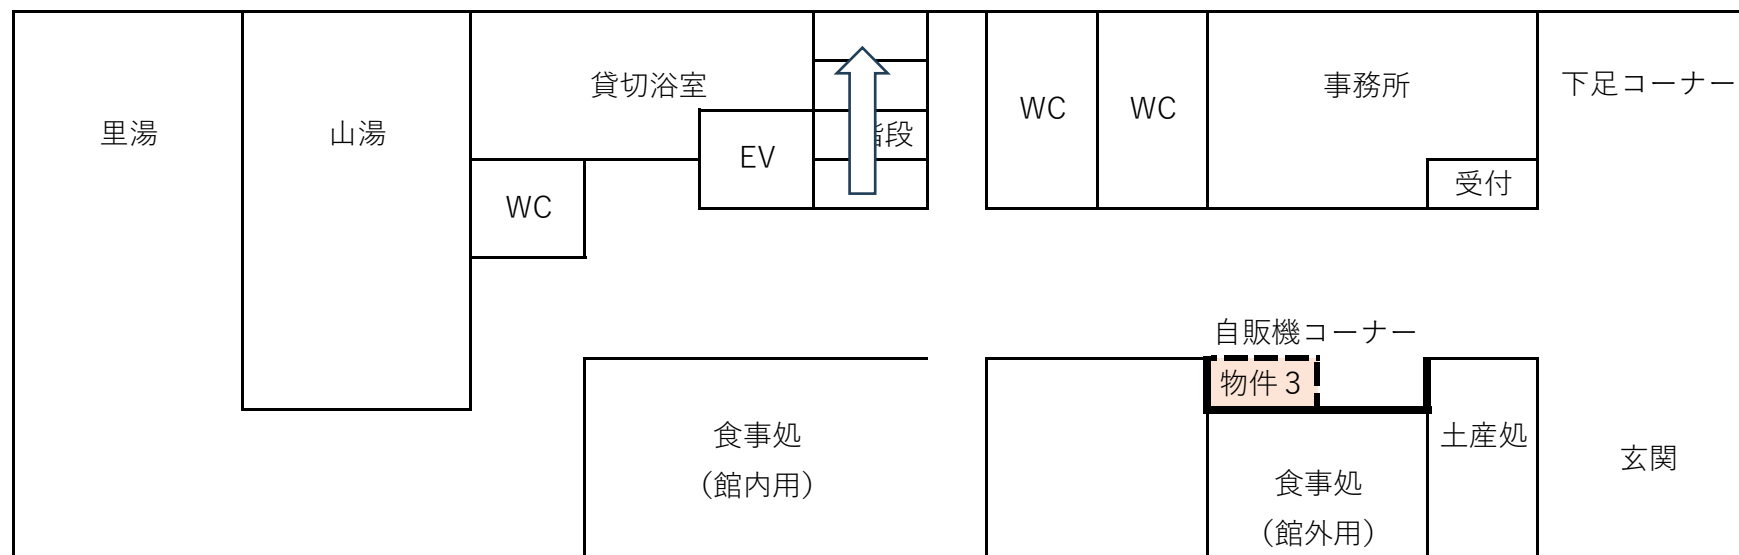 里湯
山湯
貸切浴室
WC
EV
段
WC
WC
事務所
受付
下足コーナー
自販機コーナー
物件3
食事処
(館内用)
食事処
(館外用)
土産処
玄関